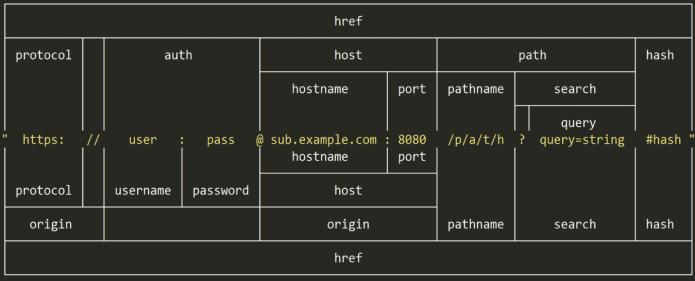 href
protocol auth host path hash
hostname port pathname search
query
" https: // user : pass @ sub.example.com : 8080 /p/a/t/h ? query=string #hash "
hostname port
protocol username password host
origin origin pathname search hash
href